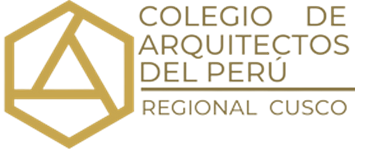 COLEGIO DE
ARQUITECTOS
DEL PERÚ
REGIONAL CUSCO